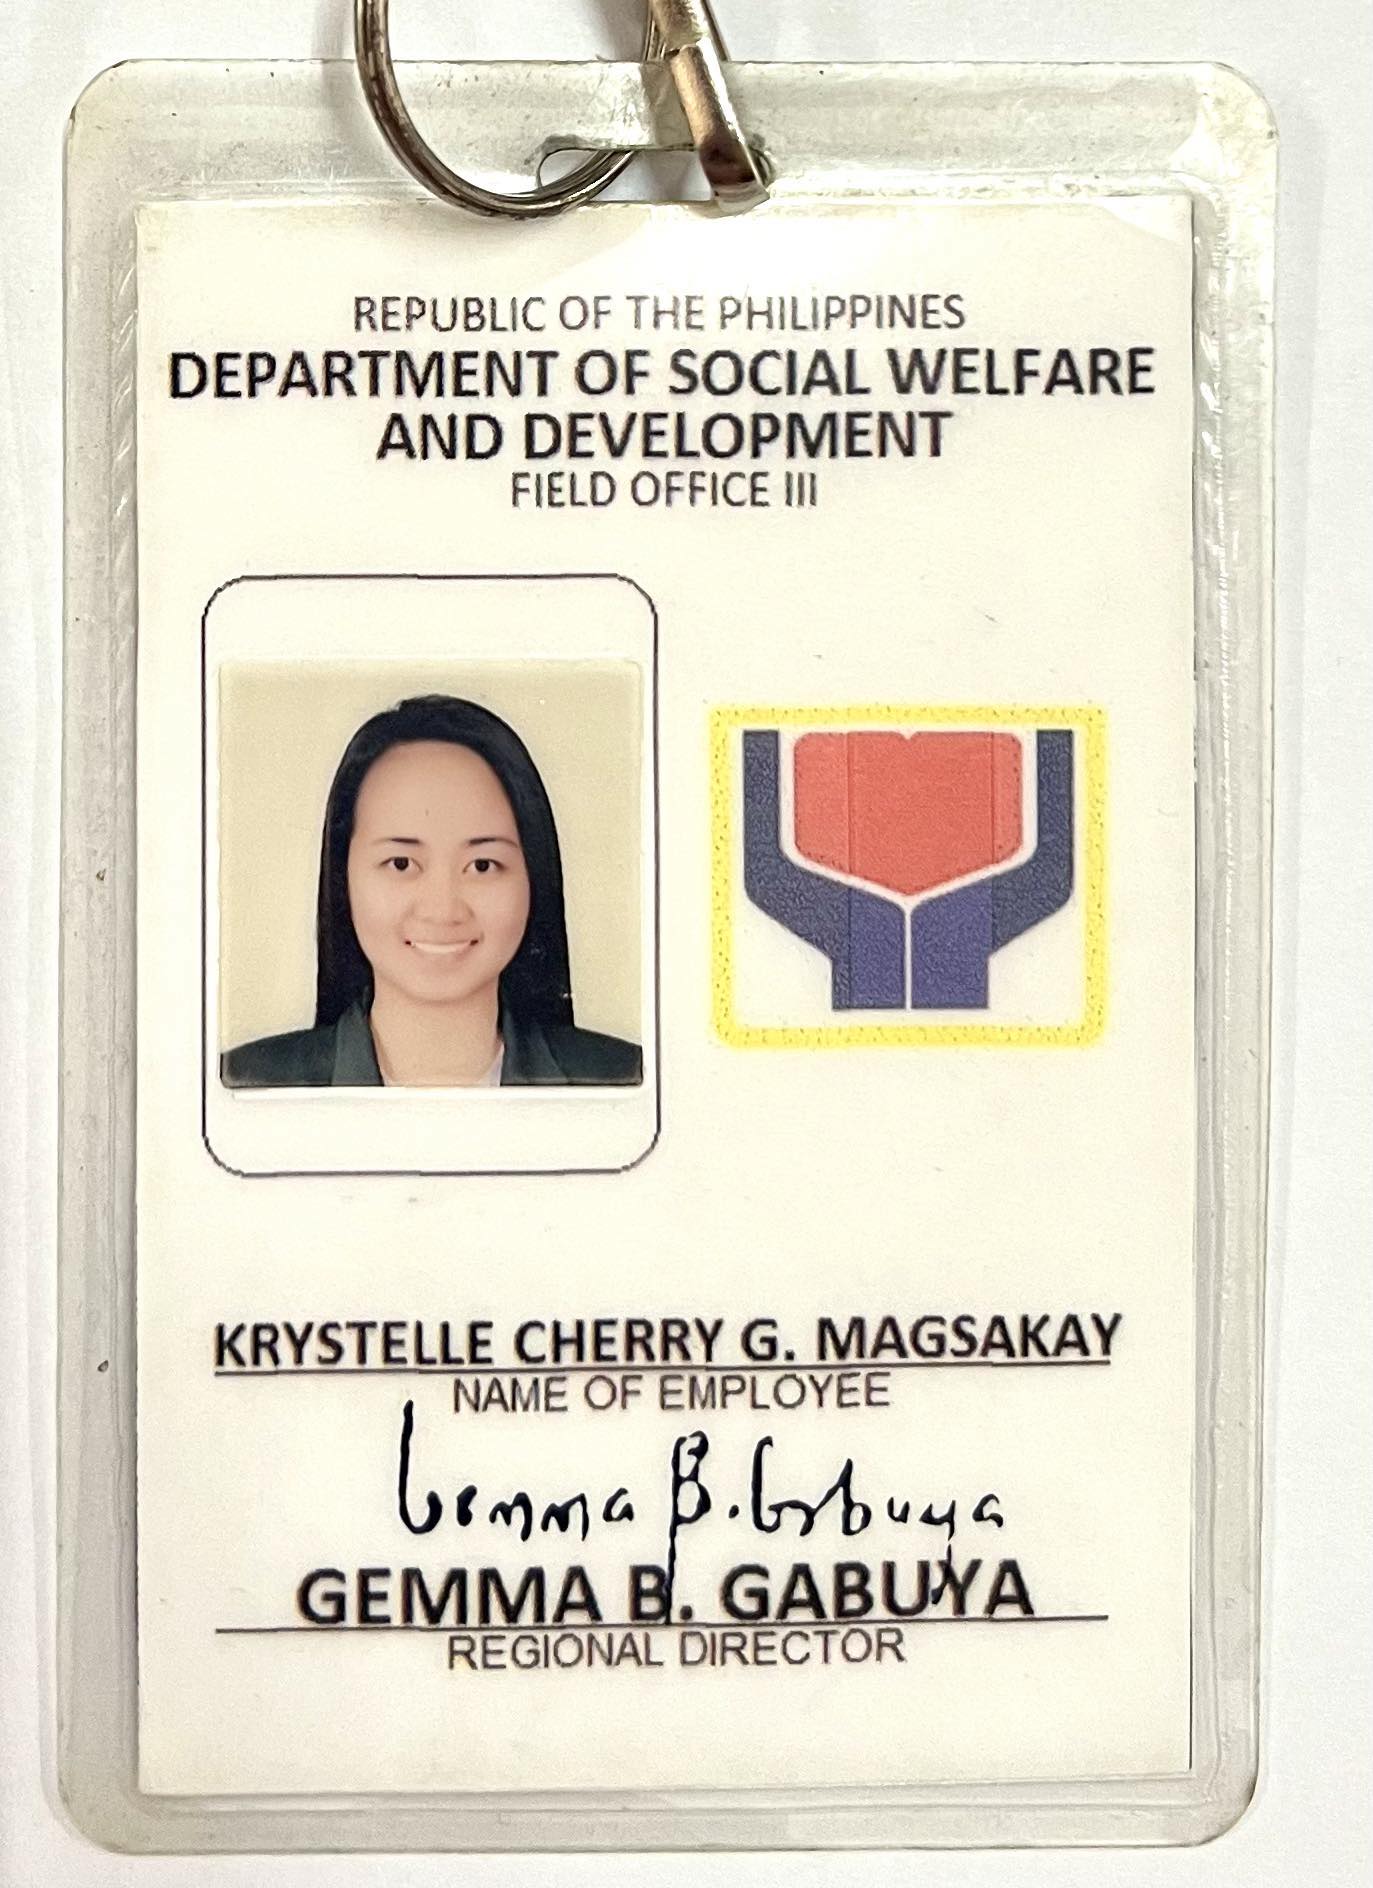 REPUBLIC OF THE PHILIPPINES
DEPARTMENT OF SOCIAL WELFARE
AND DEVELOPMENT
FIELD OFFICE III
KRYSTELLE CHERRY G. MAGSAKAY
NAME OF EMPLOYEE
Gemma B. Gabuya
GEMMA B. GABUYA
REGIONAL DIRECTOR